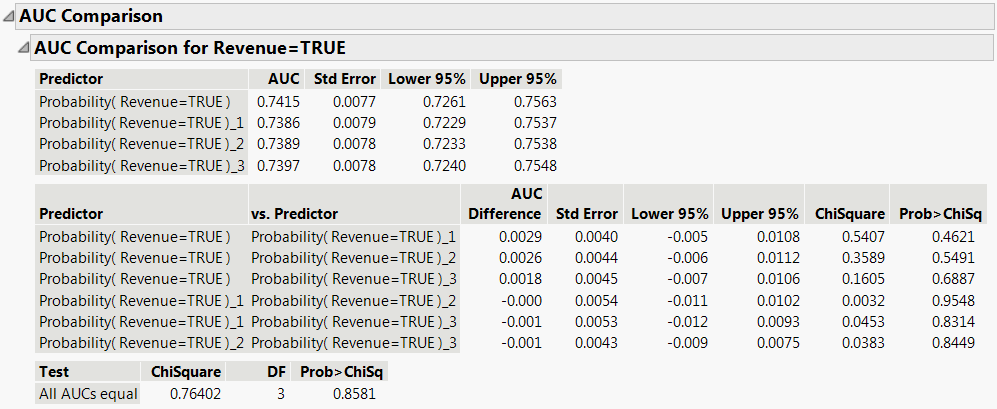 AUC Comparison
AUC Comparison for Revenue=TRUE
Predictor AUC Std Error Lower 95% Upper 95%
Probability( Revenue=TRUE ) 0.7415 0.0077 0.7261 0.7563
Probability( Revenue=TRUE )_1 0.7386 0.0079 0.7229 0.7537
Probability( Revenue=TRUE )_2 0.7389 0.0078 0.7233 0.7538
Probability( Revenue=TRUE )_3 0.7397 0.0078 0.7240 0.7548
AUC
Predictor vs. Predictor Difference Std Error Lower 95% Upper 95% ChiSquare Prob>ChiSq
Probability( Revenue=TRUE ) Probability( Revenue=TRUE )_1 0.0029 0.0040 -0.005 0.0108 0.5407 0.4621
Probability( Revenue=TRUE ) Probability( Revenue=TRUE )_2 0.0026 0.0044 -0.006 0.0112 0.3589 0.5491
Probability( Revenue=TRUE ) Probability( Revenue=TRUE )_3 0.0018 0.0045 -0.007 0.0106 0.1605 0.6887
Probability( Revenue=TRUE )_1 Probability( Revenue=TRUE )_2 -0.000 0.0054 -0.011 0.0102 0.0032 0.9548
Probability( Revenue=TRUE )_1 Probability( Revenue=TRUE )_3 -0.001 0.0053 -0.012 0.0093 0.0453 0.8314
Probability( Revenue=TRUE )_2 Probability( Revenue=TRUE )_3 -0.001 0.0043 -0.009 0.0075 0.0383 0.8449
Test ChiSquare DF Prob>ChiSq
All AUCs equal 0.76402 3 0.8581